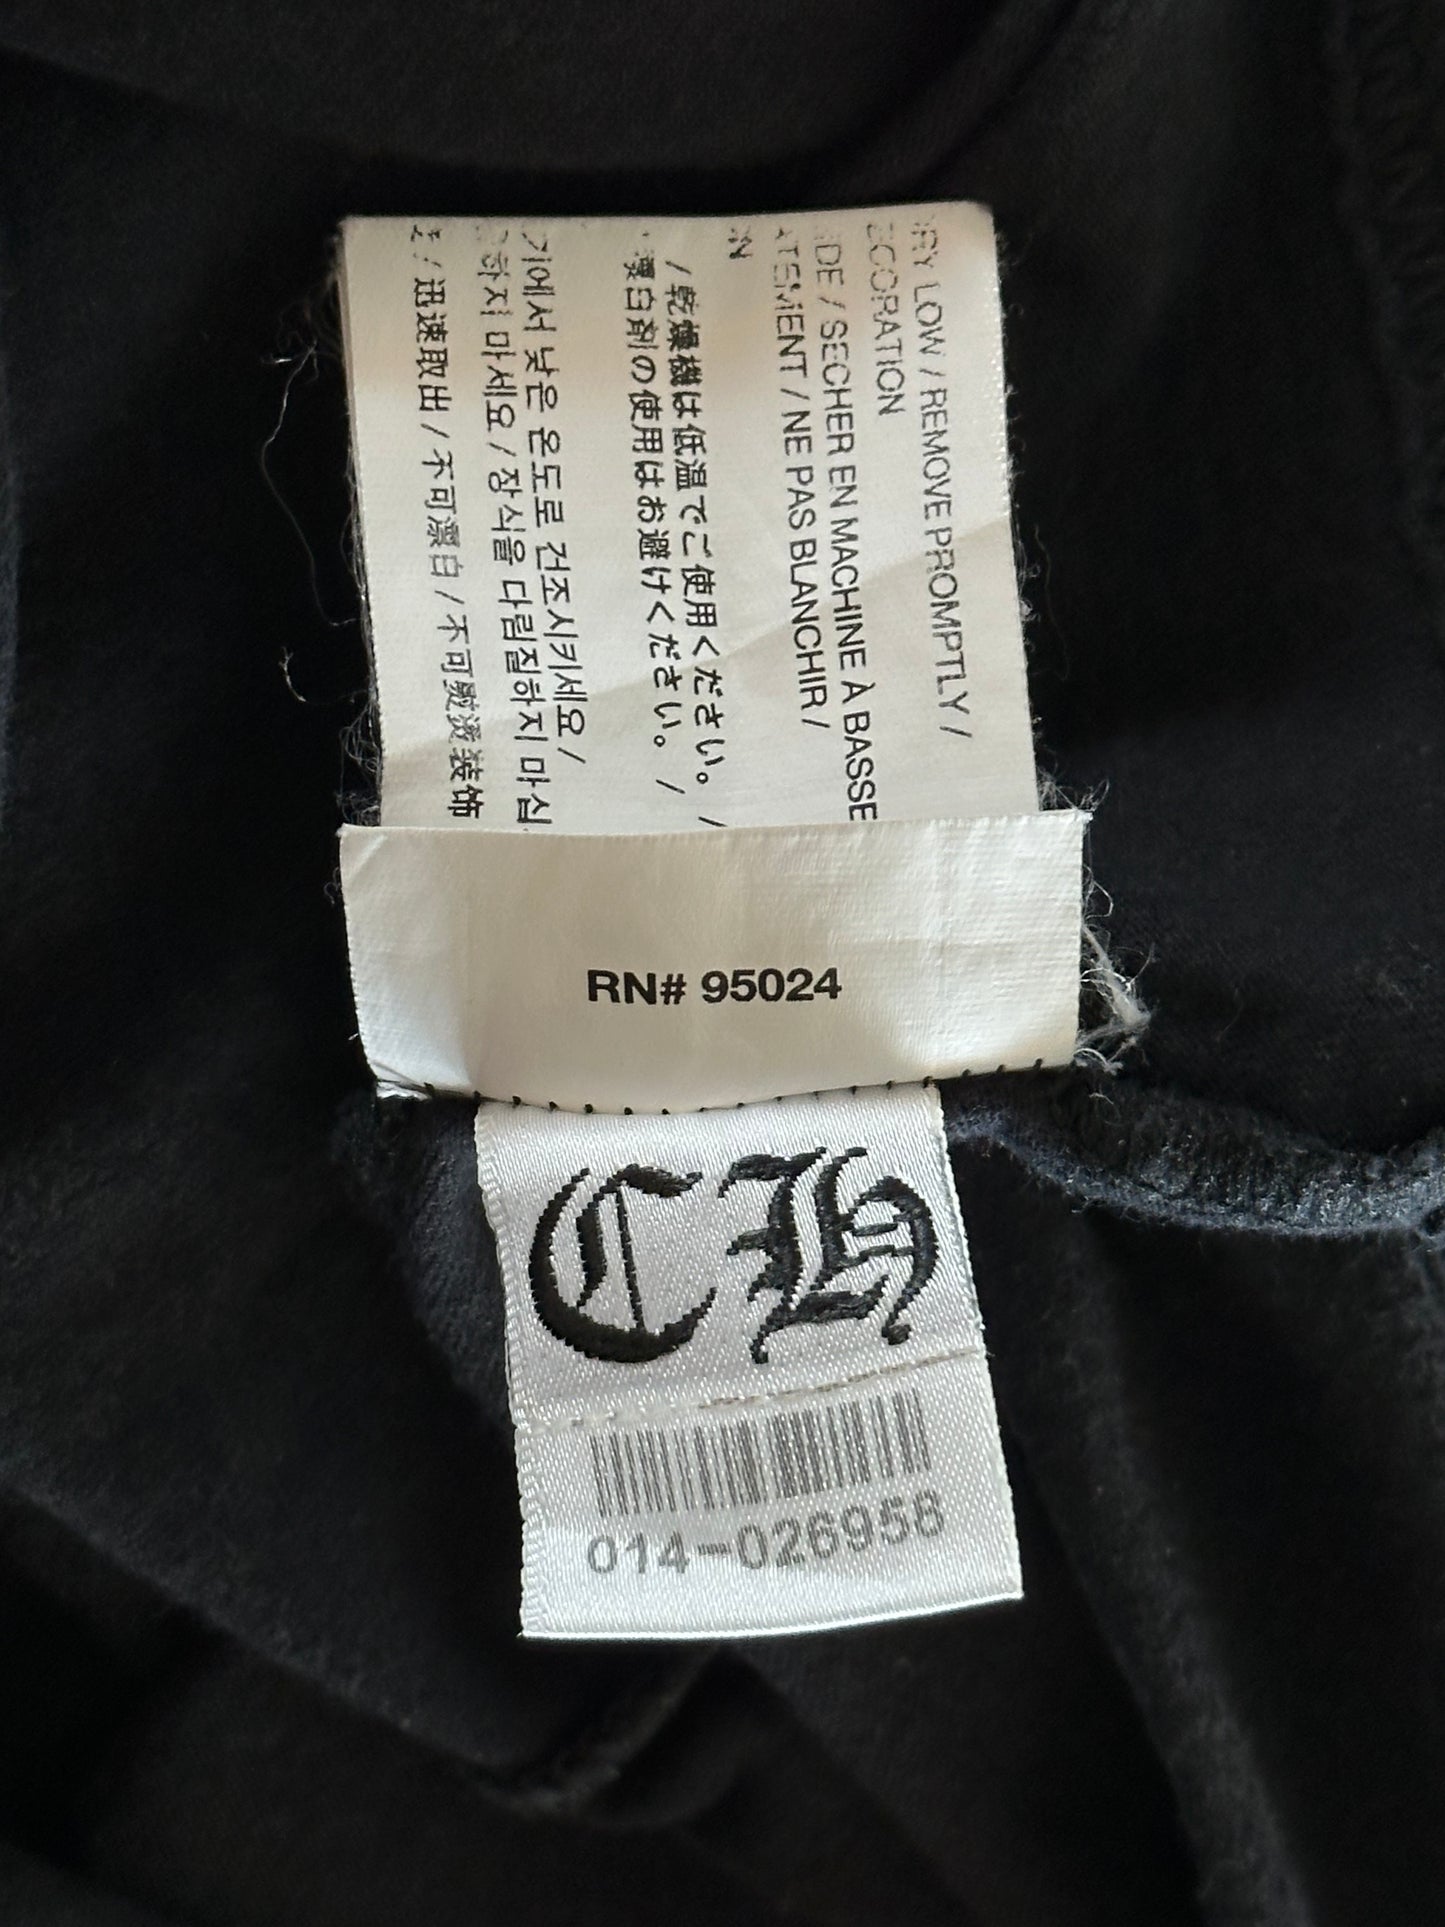 RY LOW / REMOVE PROMPTLY /
ECORATION
DE / SECHER EN MACHINE À BASSE
ATEMENT / NE PAS BLANCHIR /
N
/ 乾燥機は低温でご使用ください。 /
漂白剤の使用はお避けください。 /
기에서 낮은 온도로 건조시키세요 /
하지 마세요 / 장식을 다림질하지 마십
/ 迅速取出 / 不可漂白 / 不可熨烫装饰
RN# 95024
CH
014-026958